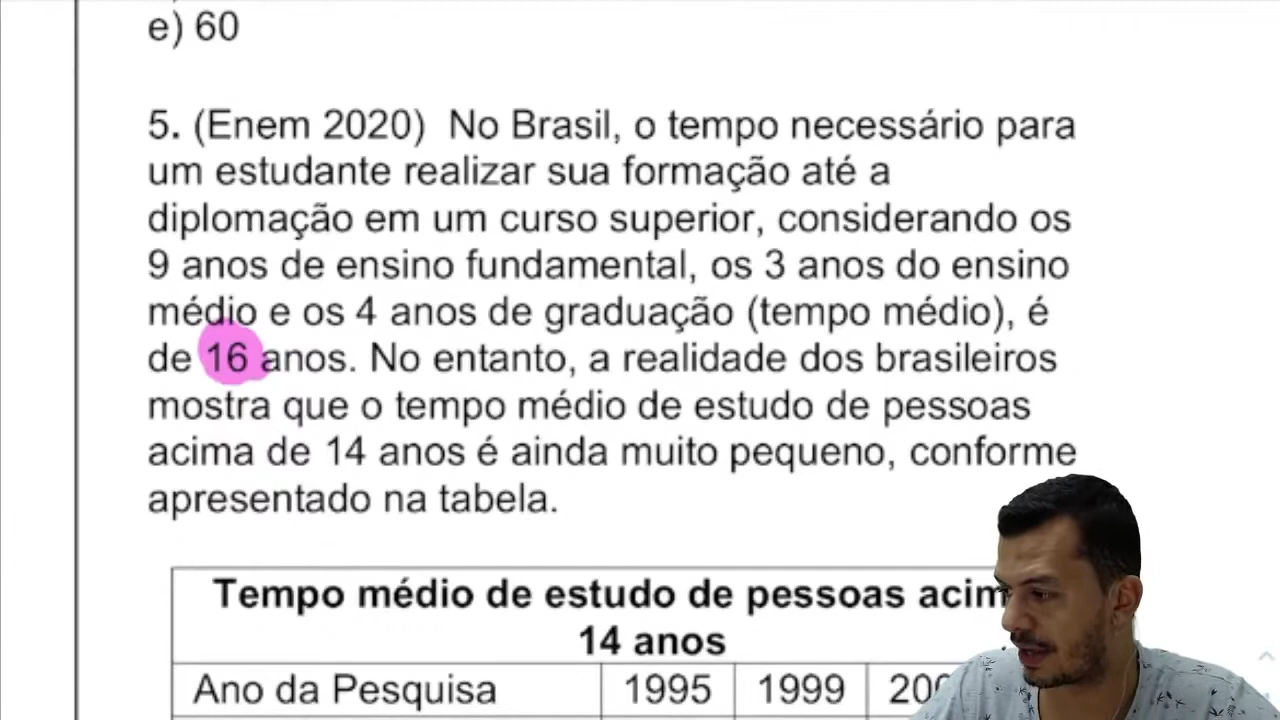 e) 60
5. (Enem 2020) No Brasil, o tempo necessário para
um estudante realizar sua formação até a
diplomação em um curso superior, considerando os
9 anos de ensino fundamental, os 3 anos do ensino
médio e os 4 anos de graduação (tempo médio), é
de 16 anos. No entanto, a realidade dos brasileiros
mostra que o tempo médio de estudo de pessoas
acima de 14 anos é ainda muito pequeno, conforme
apresentado na tabela.
Tempo médio de estudo de pessoas
14 anos
Ano da Pesquisa 1995 1999